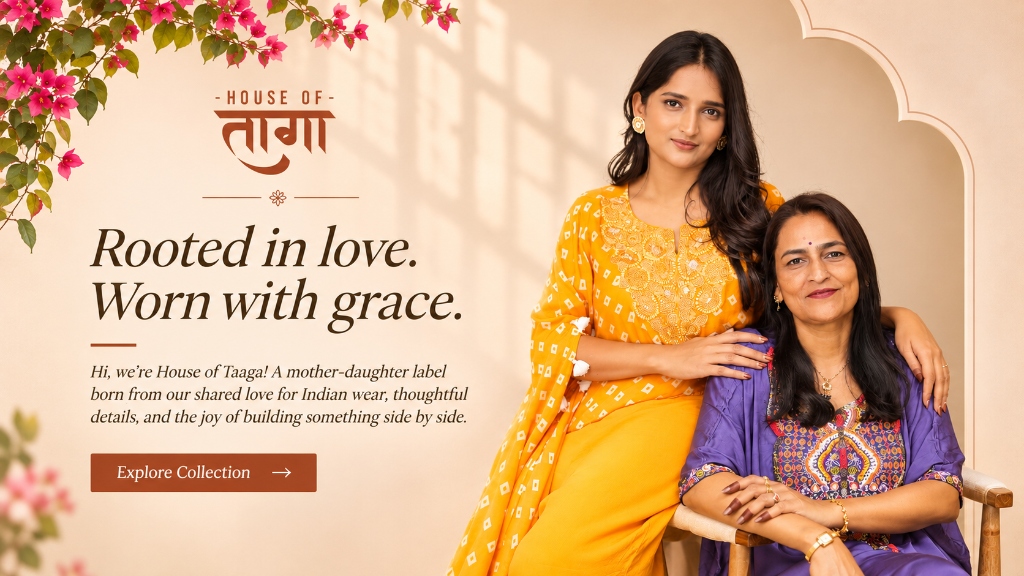 -HOUSE OF-
तागा
Rooted in love.
Worn with grace.
Hi, we’re House of Taaga! A mother-daughter label
born from our shared love for Indian wear, thoughtful
details, and the joy of building something side by side.
Explore Collection →